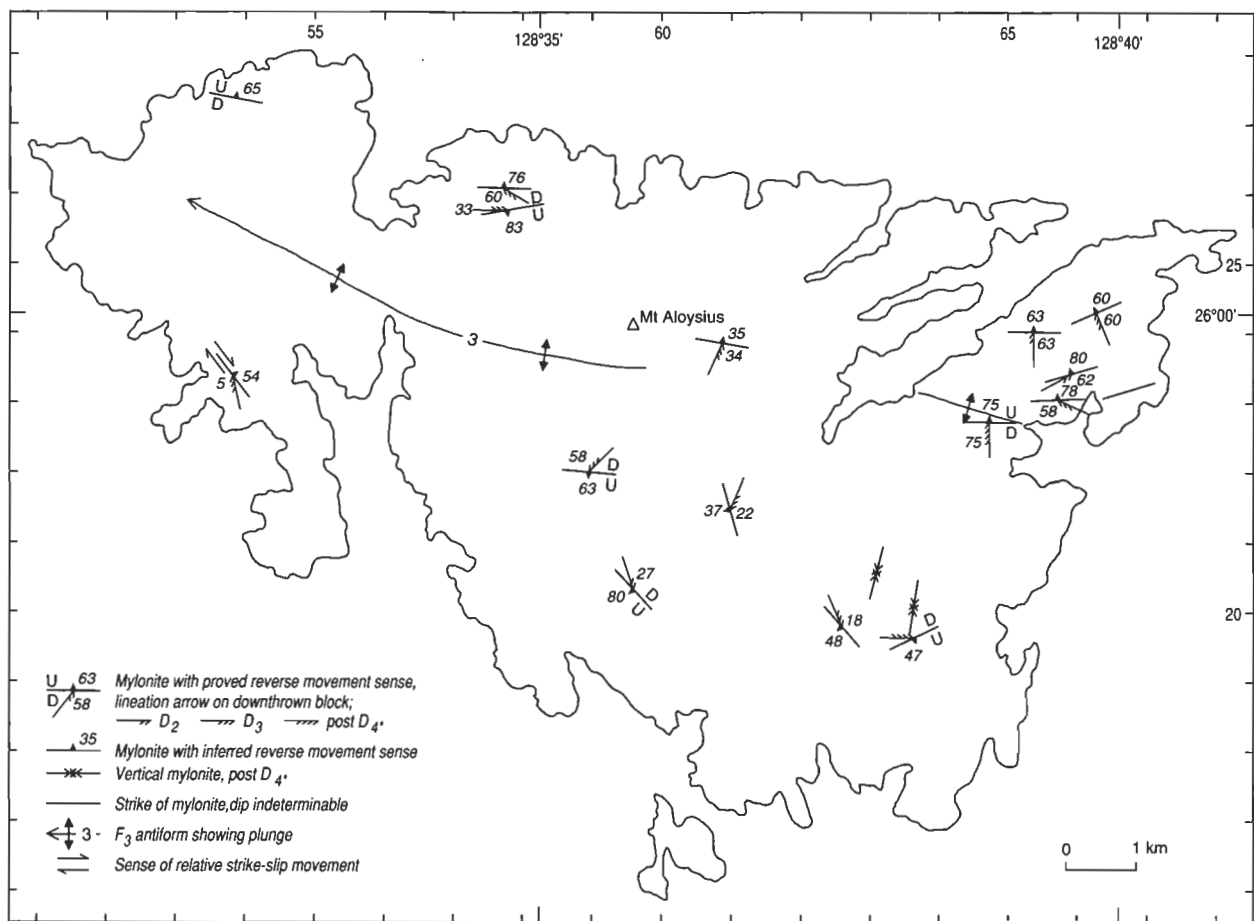 55 128°35' 60 65 128°40'
U 65
D
76
60 D
33 U
83
25
60
63 60 26°00'
Mt Aloysius
3 35
63
34
80
5 54 62
78
75 U 58
D
75
58 D
63 U
37 22
27
80 D
U
18 D 20
48 U
47
U 63 Mylonite with proved reverse movement sense,
D 58 lineation arrow on downthrown block;
D2 D3 post D4.
35 Mylonite with inferred reverse movement sense
Vertical mylonite, post D4.
Strike of mylonite,dip indeterminable
3 - F3 antiform showing plunge
Sense of relative strike-slip movement
0 1 km